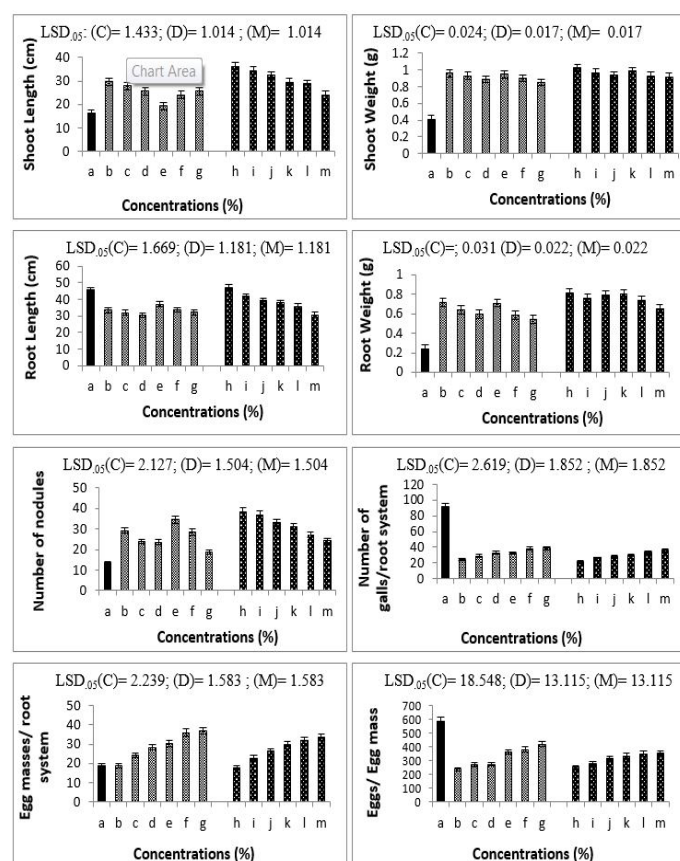 LSD.05: (C)= 1.433; (D)= 1.014; (M)= 1.014
Shoot Length (cm)
50
40
30
20
10
0
Chart Area
a b c d e f g h i j k l m
Concentrations (%)
LSD.05(C)= 0.024; (D)= 0.017; (M)= 0.017
Shoot Weight (g)
1.2
1
0.8
0.6
0.4
0.2
0
a b c d e f g h i j k l m
Concentrations (%)
LSD.05(C)= 1.669; (D)= 1.181; (M)= 1.181
Root Length (cm)
60
50
40
30
20
10
0
a b c d e f g h i j k l m
Concentrations (%)
LSD.05(C)=; 0.031 (D)= 0.022; (M)= 0.022
Root Weight (g)
1
0.8
0.6
0.4
0.2
0
a b c d e f g h i j k l m
Concentrations (%)
LSD.05(C)= 2.127; (D)= 1.504; (M)= 1.504
Number of nodules
50
40
30
20
10
0
a b c d e f g h i j k l m
Concentrations (%)
LSD.05(C)= 2.619; (D)= 1.852 ; (M)= 1.852
Number of
galls/root system
120
100
80
60
40
20
0
a b c d e f g h i j k l m
Concentrations (%)
LSD.05(C)= 2.239; (D)= 1.583 ; (M)= 1.583
Egg masses/ root
system
50
40
30
20
10
0
a b c d e f g h i j k l m
Concentrations (%)
LSD.05(C)= 18.548; (D)= 13.115; (M)= 13.115
Eggs/ Egg mass
700
600
500
400
300
200
100
0
a b c d e f g h i j k l m
Concentrations (%)